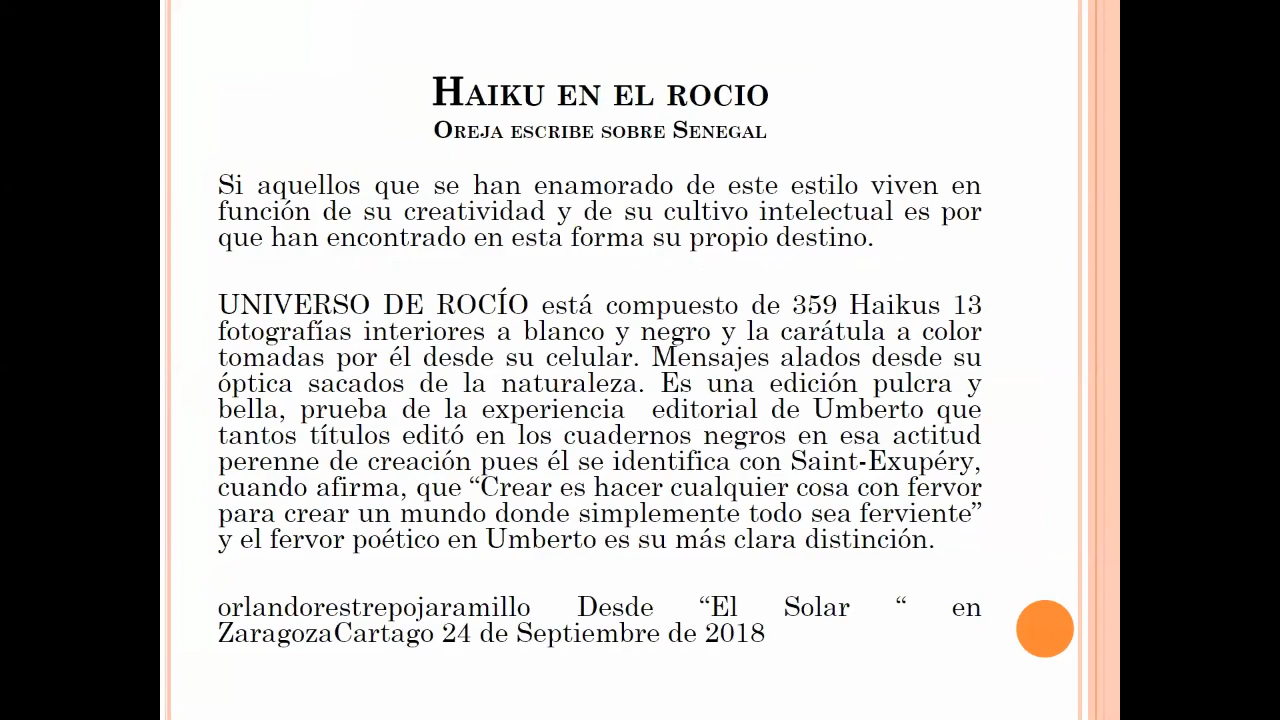 HAIKU EN EL ROCIO
OREJA ESCRIBE SOBRE SENEGAL
Si aquellos que se han enamorado de este estilo viven en
función de su creatividad y de su cultivo intelectual es por
que han encontrado en esta forma su propio destino.
UNIVERSO DE ROCÍO está compuesto de 359 Haikus 13
fotografías interiores a blanco y negro y la carátula a color
tomadas por él desde su celular. Mensajes alados desde su
óptica sacados de la naturaleza. Es una edición pulcra y
bella, prueba de la experiencia editorial de Umberto que
tantos títulos editó en los cuadernos negros en esa actitud
perenne de creación pues él se identifica con Saint-Exupéry,
cuando afirma, que “Crear es hacer cualquier cosa con fervor
para crear un mundo donde simplemente todo sea ferviente”
y el fervor poético en Umberto es su más clara distinción.
orlandorestrepojaramillo Desde “El Solar “ en
ZaragozaCartago 24 de Septiembre de 2018